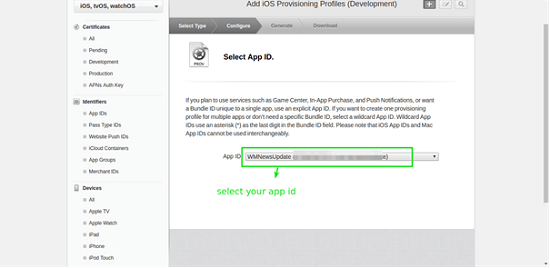 iOS, tvOS, watchOS
Add iOS Provisioning Profiles (Development)
Certificates
All
Pending
Development
Production
APNs Auth Key
Identifiers
App IDs
Pass Type IDs
Website Push IDs
iCloud Containers
App Groups
Merchant IDs
Devices
All
Apple TV
Apple Watch
iPad
iPhone
iPod Touch
Select Type
Configure
Generate
Download
PROV
Select App ID.
If you plan to use services such as Game Center, In-App Purchase, and Push Notifications, or want
a Bundle ID unique to a single app, use an explicit App ID. If you want to create one provisioning
profile for multiple apps or don't need a specific Bundle ID, select a wildcard App ID. Wildcard App
IDs use an asterisk (*) as the last digit in the Bundle ID field. Please note that iOS App IDs and Mac
App IDs cannot be used interchangeably.
App ID:
WMNewsUpdate
select your app id